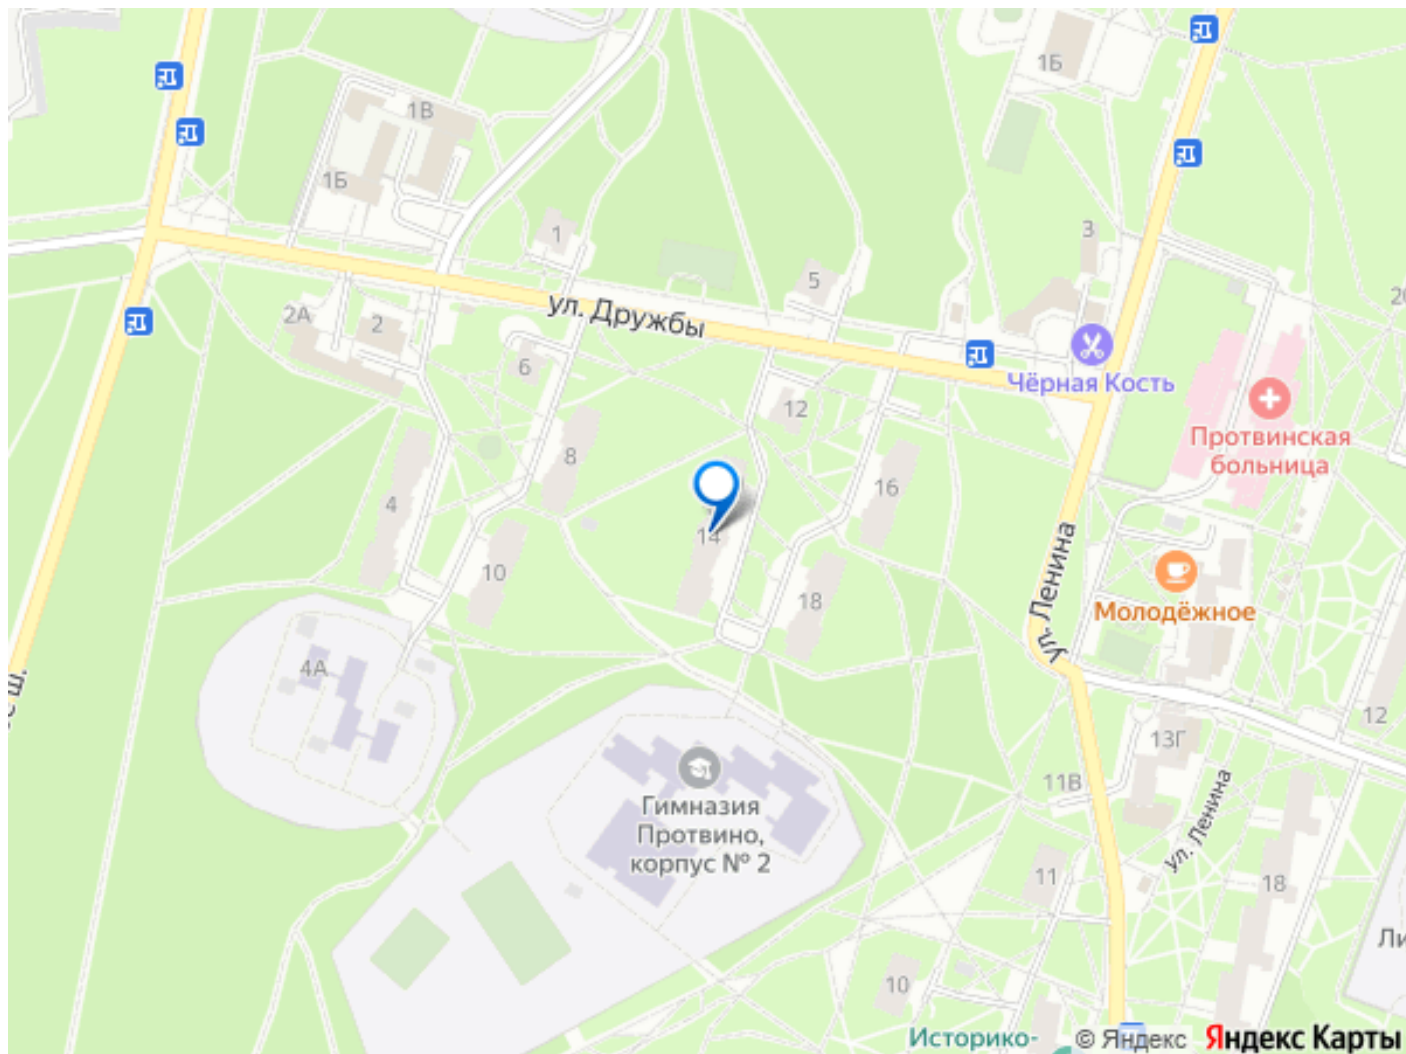 1Б
1В
1Б
1
3
5
2А
2
ул. Дружбы
6
Чёрная Кость
12
Протвинская
больница
8
4
16
14
10
18
ул. Ленина
Молодёжное
4А
12
13Г
11В
Гимназия
Протвино,
корпус № 2
ул. Ленина
11
18
10
Историко-
© Яндекс
Яндекс Карты